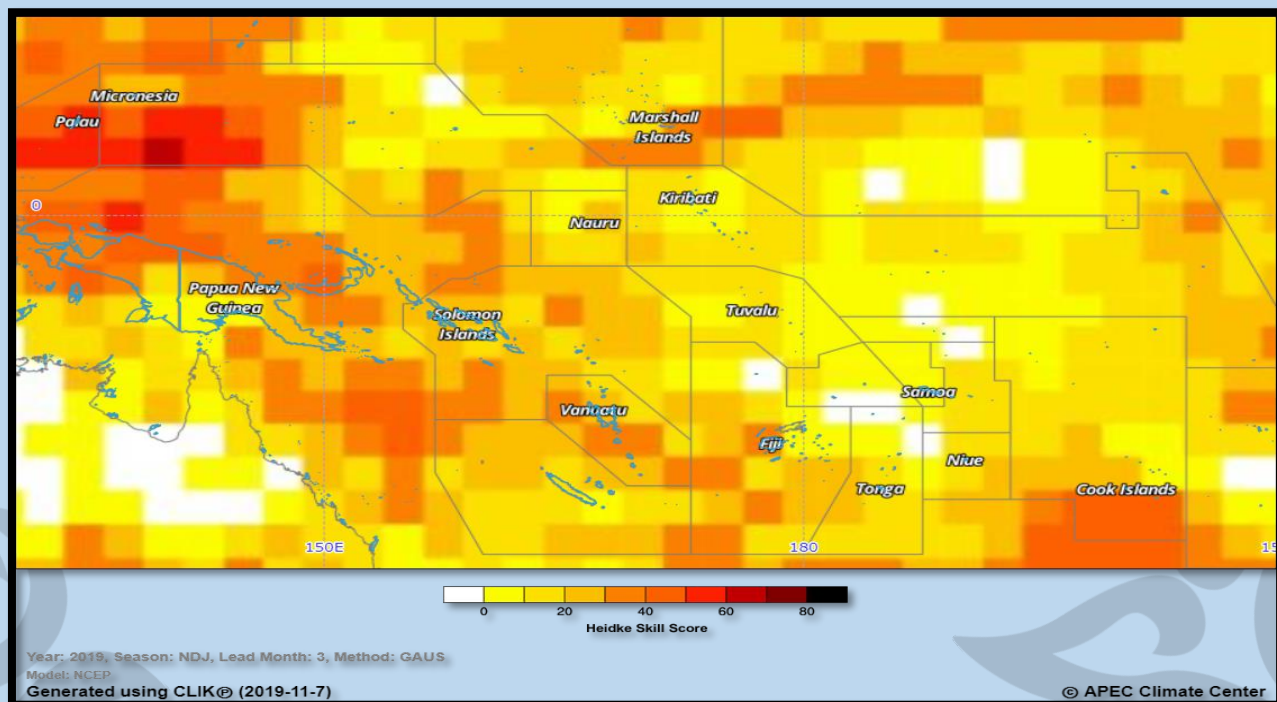 Micronesia
Palau
Marshall
Islands
Kiribati
0
Nauru
Papua New
Guinea
Solomon
Islands
Tuvalu
Samoa
Vanuatu
Fiji
Niue
Tonga
Cook Islands
150E
180
15
0
20
40
60
80
Heidke Skill Score
Year: 2019, Season: NDJ, Lead Month: 3, Method: GAUS
Model: NCEP
Generated using CLIK® (2019-11-7)
© APEC Climate Center